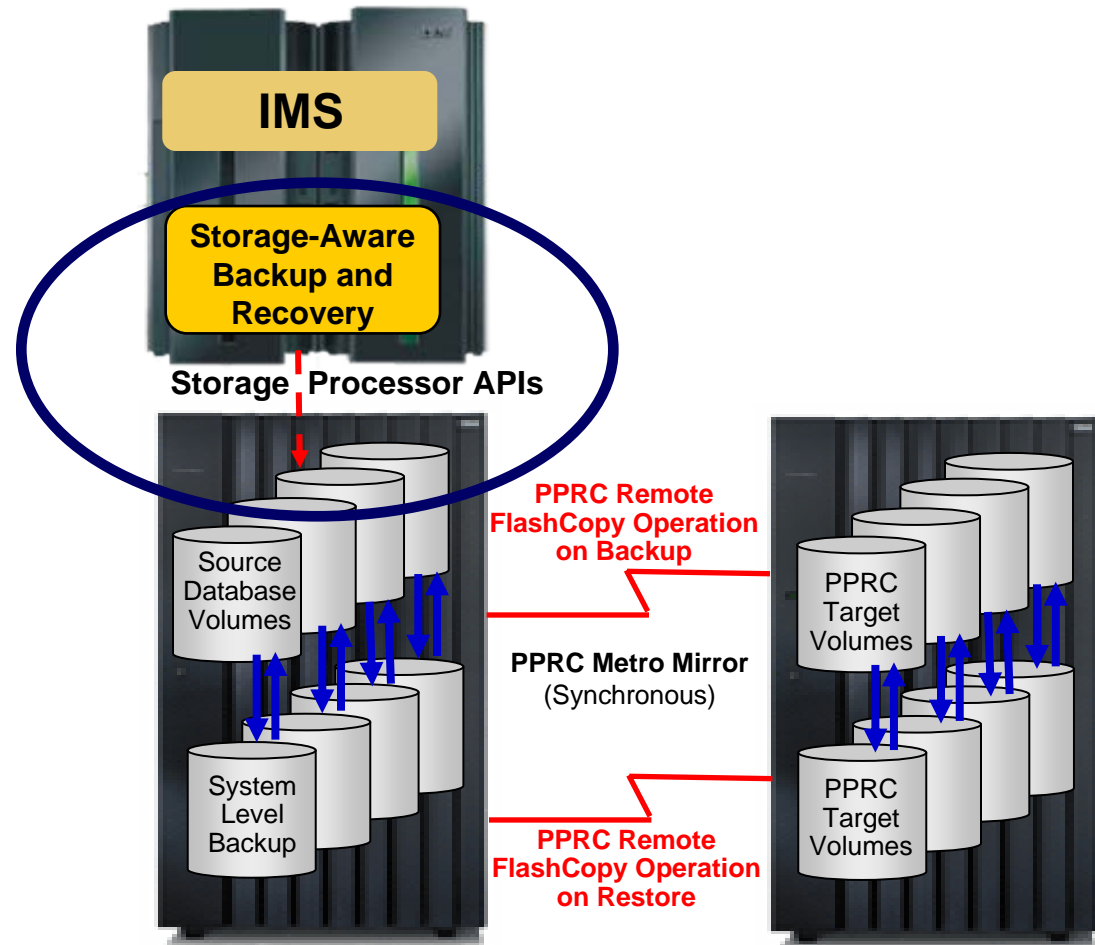 IMS
Storage-Aware
Backup and
Recovery
Storage Processor APIs
PPRC Remote
FlashCopy Operation
on Backup
Source
Database
Volumes
PPRC
Target
Volumes
PPRC Metro Mirror
(Synchronous)
System
Level
Backup
PPRC
Target
Volumes
PPRC Remote
FlashCopy Operation
on Restore